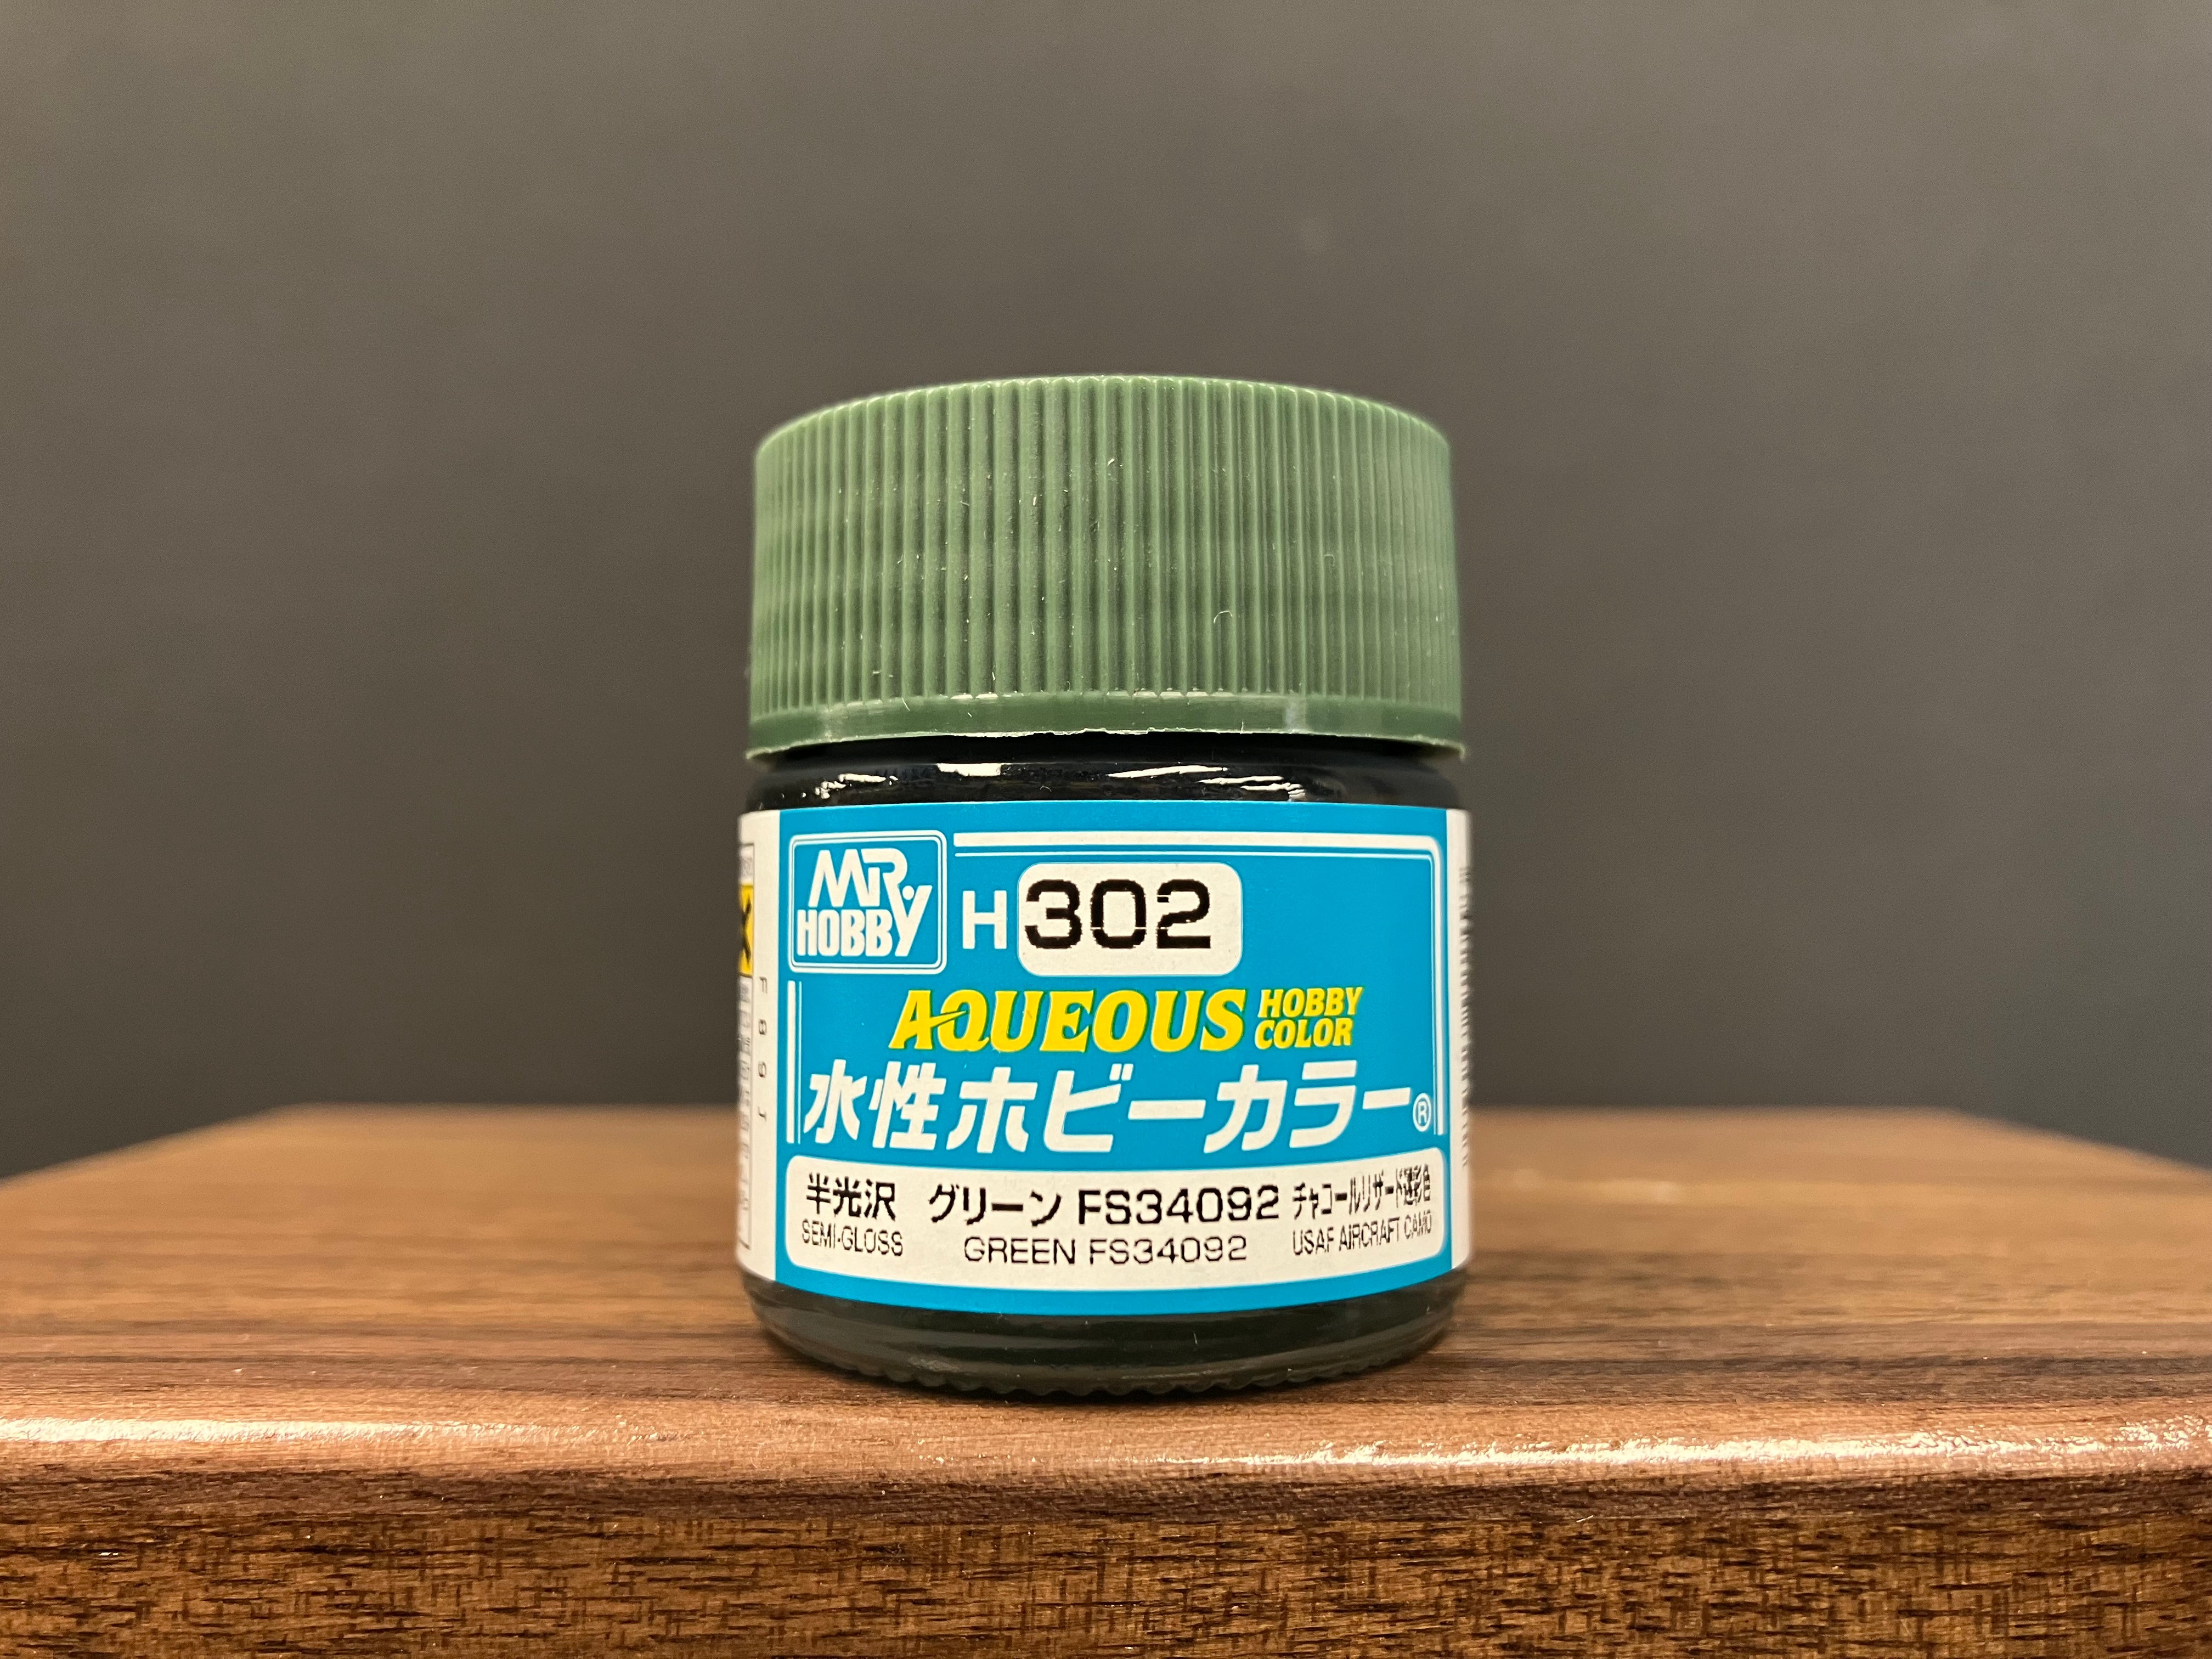 MR. HOBBY
H 302
AQUEOUS HOBBY COLOR
水性ホビーカラー®
半光沢 グリーン FS34092 チャコールリザード迷彩色
SEMI-GLOSS GREEN FS34092 USAF AIRCRAFT CAMO